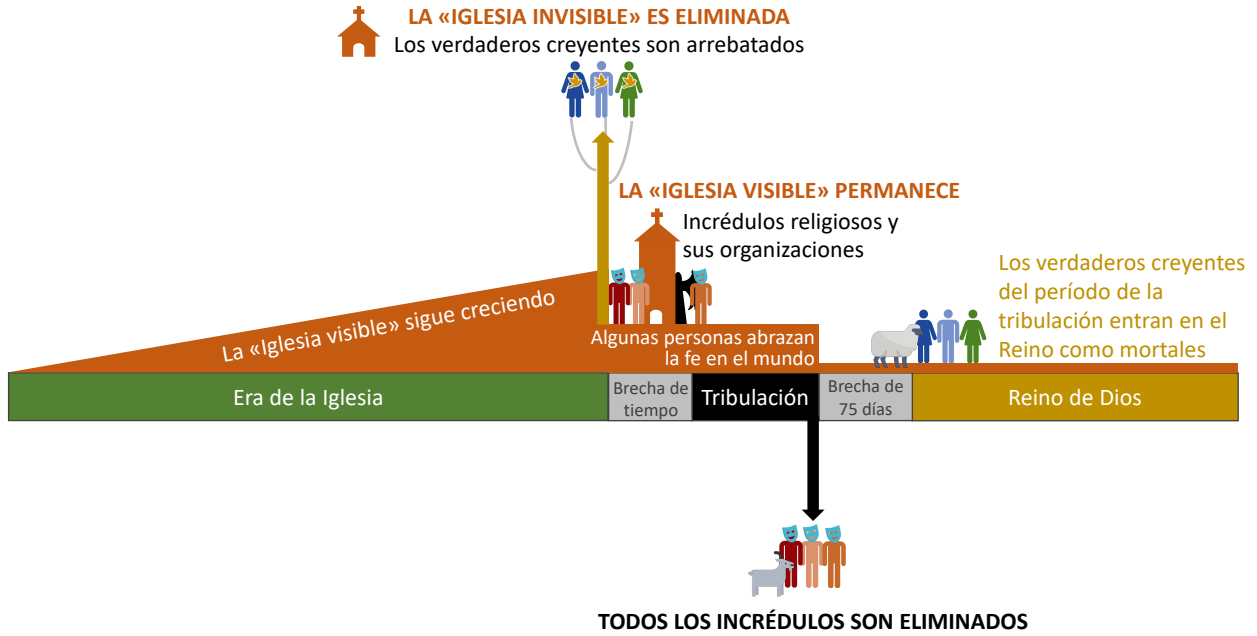 LA «IGLESIA INVISIBLE» ES ELIMINADA
Los verdaderos creyentes son arrebatados
LA «IGLESIA VISIBLE» PERMANECE
Incrédulos religiosos y
sus organizaciones
Los verdaderos creyentes
del período de la
tribulación entran en el
Reino como mortales
La «Iglesia visible» sigue creciendo
Algunas personas abrazan
la fe en el mundo
Era de la Iglesia
Brecha de
tiempo
Tribulación
Brecha de
75 días
Reino de Dios
TODOS LOS INCRÉDULOS SON ELIMINADOS